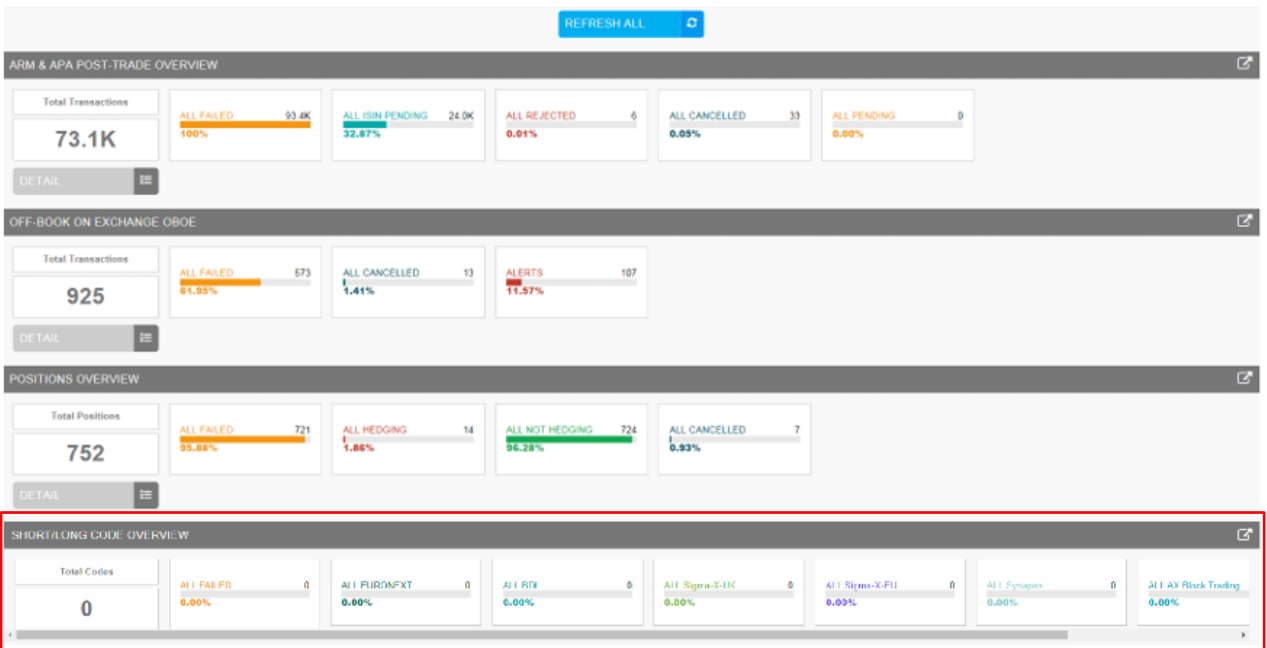 REFRESH ALL
ARM & APA POST-TRADE OVERVIEW
Total Transactions
73.1K
ALL FAILED 93.4K
100%
ALL ISIN PENDING 24.0K
32.87%
ALL REJECTED 6
0.01%
ALL CANCELLED 33
0.05%
ALL PENDING 0
0.00%
DETAIL
OFF-BOOK ON EXCHANGE OBOE
Total Transactions
925
ALL FAILED 573
61.95%
ALL CANCELLED 13
1.41%
ALERTS 107
11.57%
DETAIL
POSITIONS OVERVIEW
Total Positions
752
ALL FAILED 721
95.88%
ALL HEDGING 14
1.86%
ALL NOT HEDGING 724
96.28%
ALL CANCELLED 7
0.93%
DETAIL
SHORT/LONG CODE OVERVIEW
Total Codes
0
ALL FAILED 0
0.00%
ALL EURONEXT 0
0.00%
ALL BDL 0
0.00%
ALL Sigma-X-UK 0
0.00%
ALL Sigma-X-EU 0
0.00%
ALL Synapse 0
0.00%
ALL AX Block Trading
0.00%